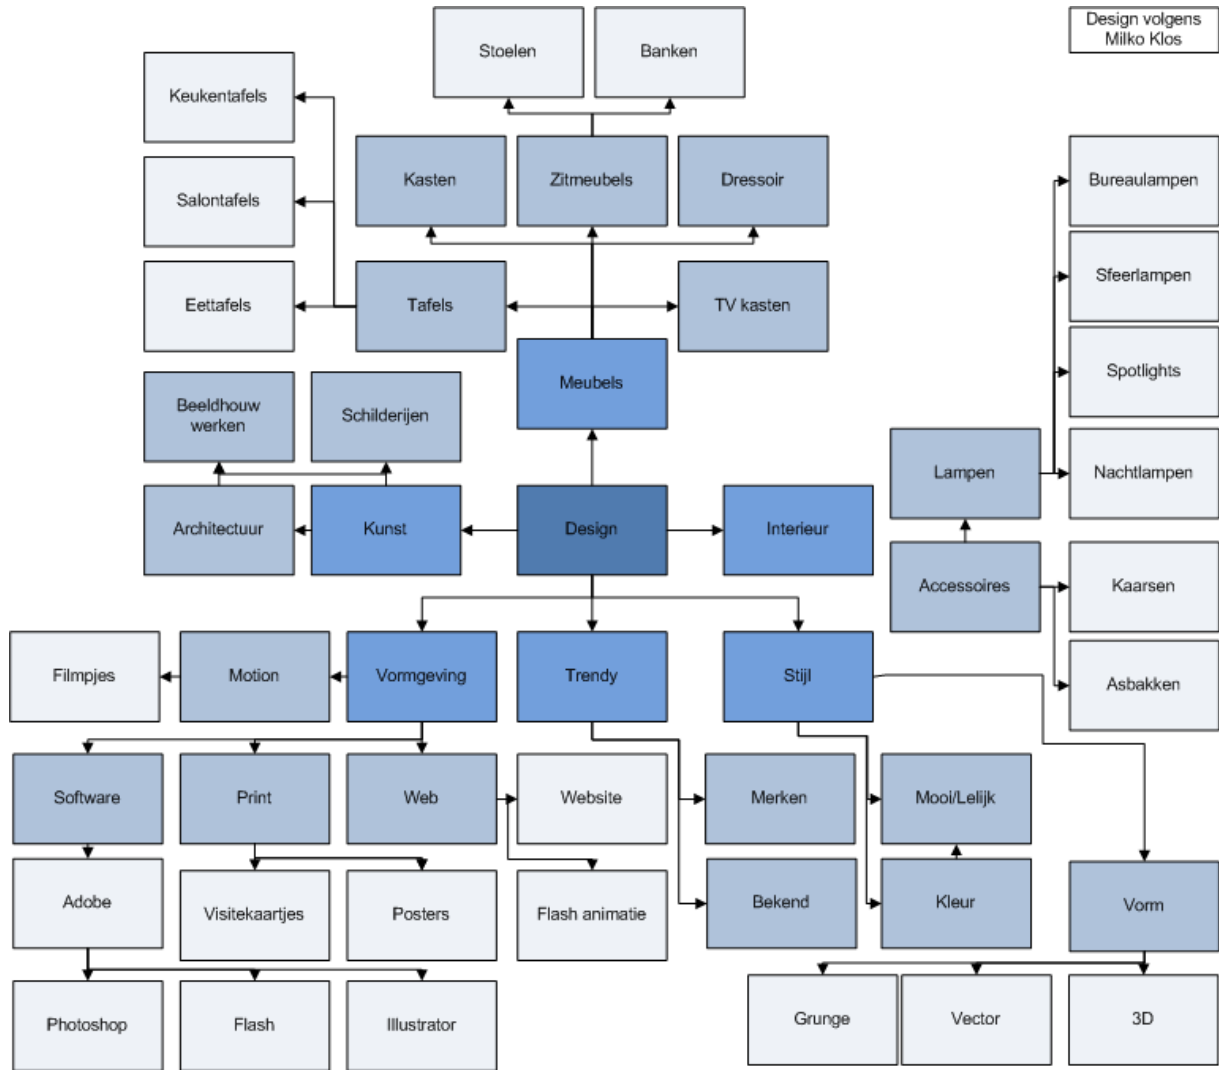 Design volgens
Milko Klos
Stoelen
Banken
Keukentafels
Kasten
Zitmeubels
Dressoir
Bureaulampen
Salontafels
Sfeerlampen
Eettafels
Tafels
TV kasten
Spotlights
Meubels
Beeldhouw
werken
Schilderijen
Lampen
Nachtlampen
Architectuur
Kunst
Design
Interieur
Accessoires
Kaarsen
Filmpjes
Motion
Vormgeving
Trendy
Stijl
Asbakken
Software
Print
Web
Website
Merken
Mooi/Lelijk
Adobe
Visitekaartjes
Posters
Flash animatie
Bekend
Kleur
Vorm
Photoshop
Flash
Illustrator
Grunge
Vector
3D